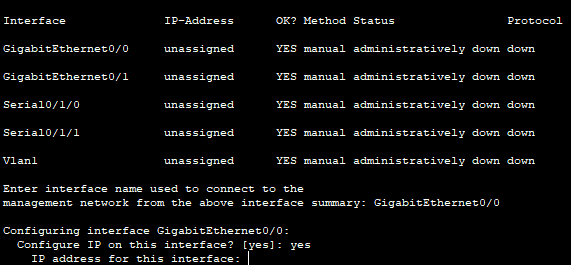 Interface IP-Address OK? Method Status Protocol
GigabitEthernet0/0 unassigned YES manual administratively down down
GigabitEthernet0/1 unassigned YES manual administratively down down
Serial0/1/0 unassigned YES manual administratively down down
Serial0/1/1 unassigned YES manual administratively down down
Vlan1 unassigned YES manual administratively down down
Enter interface name used to connect to the
management network from the above interface summary: GigabitEthernet0/0
Configuring interface GigabitEthernet0/0:
Configure IP on this interface? [yes]: yes
IP address for this interface: